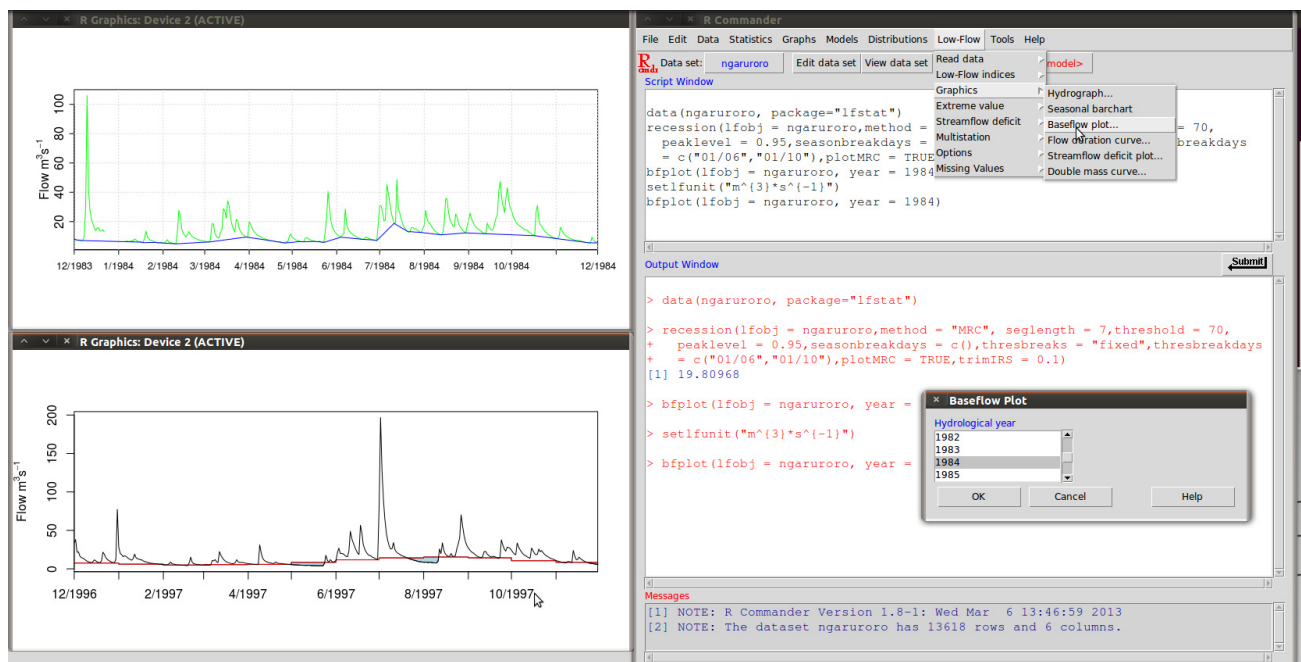 R Graphics: Device 2 (ACTIVE)
Flow m³s⁻¹
100
80
60
40
20
12/1983 1/1984 2/1984 3/1984 4/1984 5/1984 6/1984 7/1984 8/1984 9/1984 10/1984 12/1984
R Graphics: Device 2 (ACTIVE)
Flow m³s⁻¹
200
150
100
50
0
12/1996 2/1997 4/1997 6/1997 8/1997 10/1997
R Commander
File Edit Data Statistics Graphs Models Distributions Low-Flow Tools Help
R cmdr Data set: ngaruroro Edit data set View data set model>
Read data
Low-Flow indices
Graphics
Extreme value
Streamflow deficit
Multistation
Options
Missing Values
Hydrograph...
Seasonal barchart
Baseflow plot...
Flow duration curve...
Streamflow deficit plot...
Double mass curve...
Script Window
data(ngaruroro, package="lfstat")
recession(lfobj = ngaruroro,method = = 70,
peaklevel = 0.95,seasonbreakdays = breakdays
= c("01/06","01/10"),plotMRC = TRUE
bfplot(lfobj = ngaruroro, year = 1984
setlfunit("m^{3}*s^{-1}")
bfplot(lfobj = ngaruroro, year = 1984)
Output Window
Submit
> data(ngaruroro, package="lfstat")
> recession(lfobj = ngaruroro,method = "MRC", seglength = 7,threshold = 70,
+ peaklevel = 0.95,seasonbreakdays = c(),thresbreaks = "fixed",thresbreakdays
+ = c("01/06","01/10"),plotMRC = TRUE,trimIRS = 0.1)
[1] 19.80968
> bfplot(lfobj = ngaruroro, year =
> setlfunit("m^{3}*s^{-1}")
> bfplot(lfobj = ngaruroro, year =
Baseflow Plot
Hydrological year
1982
1983
1984
1985
OK Cancel Help
Messages
[1] NOTE: R Commander Version 1.8-1: Wed Mar 6 13:46:59 2013
[2] NOTE: The dataset ngaruroro has 13618 rows and 6 columns.